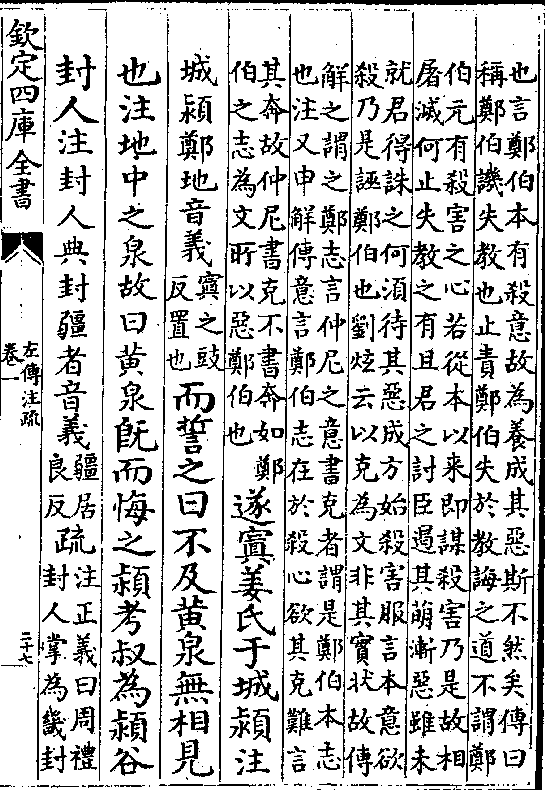 也言鄭伯本有殺意故為養成其惡斯不然矣傳曰
稱鄭伯譏失教也止責鄭伯失於教誨之道不謂鄭
伯元有殺害之心若從本以来即謀殺害乃是故相
屠滅何止失教之有且君之討臣遏其萌漸惡雖未
就君得誅之何須待其惡成方始殺害服言本意欲
殺乃是誣鄭伯也劉炫云以克為文非其實狀故傳
解之謂之鄭志言仲尼之意書克者謂是鄭伯本志
也注又申解傳意言鄭伯志在於殺心欲其克難言
其奔故仲尼書克不書奔如鄭
伯之志為文所以惡鄭伯也
遂寘姜氏于城潁注
城潁鄭地音義
寘之豉
反置也
而誓之曰不及黄泉無相見
也注地中之泉故曰黄泉既而悔之潁考叔為潁谷
封人注封人典封疆者音義
疆居
良反
疏
注正義曰周禮
封人掌為畿封
欽定四庫全書
左傳注疏
卷一
二十七